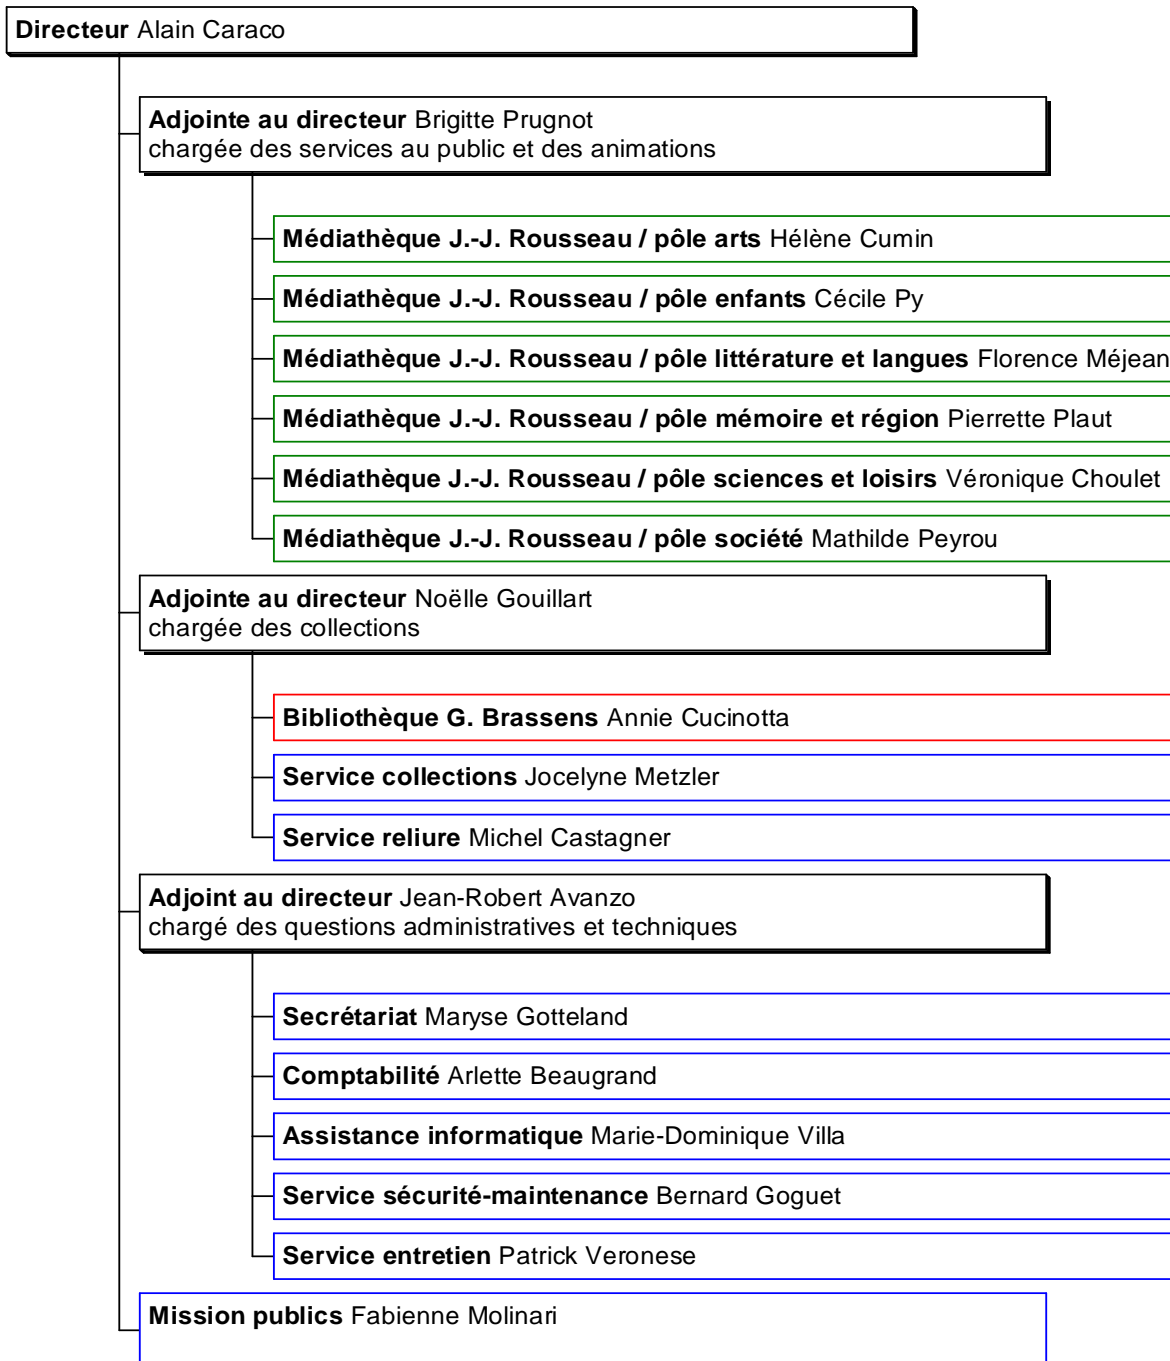 Directeur Alain Caraco
Adjointe au directeur Brigitte Prugnot
chargée des services au public et des animations
Médiathèque J.-J. Rousseau / pôle arts Hélène Cumin
Médiathèque J.-J. Rousseau / pôle enfants Cécile Py
Médiathèque J.-J. Rousseau / pôle littérature et langues Florence Méjean
Médiathèque J.-J. Rousseau / pôle mémoire et région Pierrette Plaut
Médiathèque J.-J. Rousseau / pôle sciences et loisirs Véronique Choulet
Médiathèque J.-J. Rousseau / pôle société Mathilde Peyrou
Adjointe au directeur Noëlle Gouillart
chargée des collections
Bibliothèque G. Brassens Annie Cucinotta
Service collections Jocelyne Metzler
Service reliure Michel Castagner
Adjoint au directeur Jean-Robert Avanzo
chargé des questions administratives et techniques
Secrétariat Maryse Gotteland
Comptabilité Arlette Beaugrand
Assistance informatique Marie-Dominique Villa
Service sécurité-maintenance Bernard Goguet
Service entretien Patrick Veronese
Mission publics Fabienne Molinari